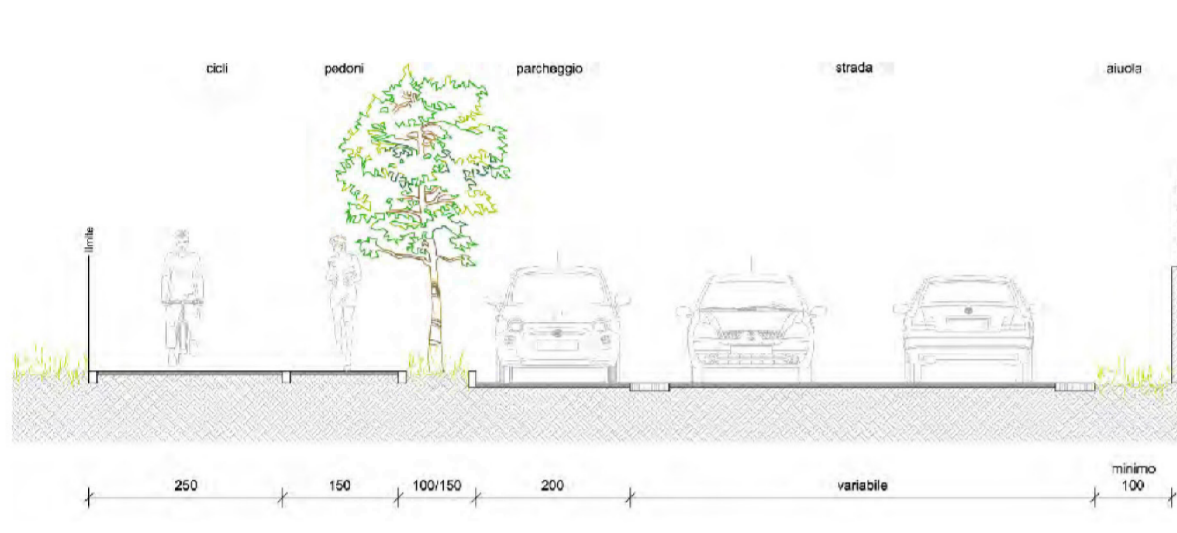 cicli pedoni parcheggio strada aiuola
limite
minimo
250 150 100/150 200 variabile 100